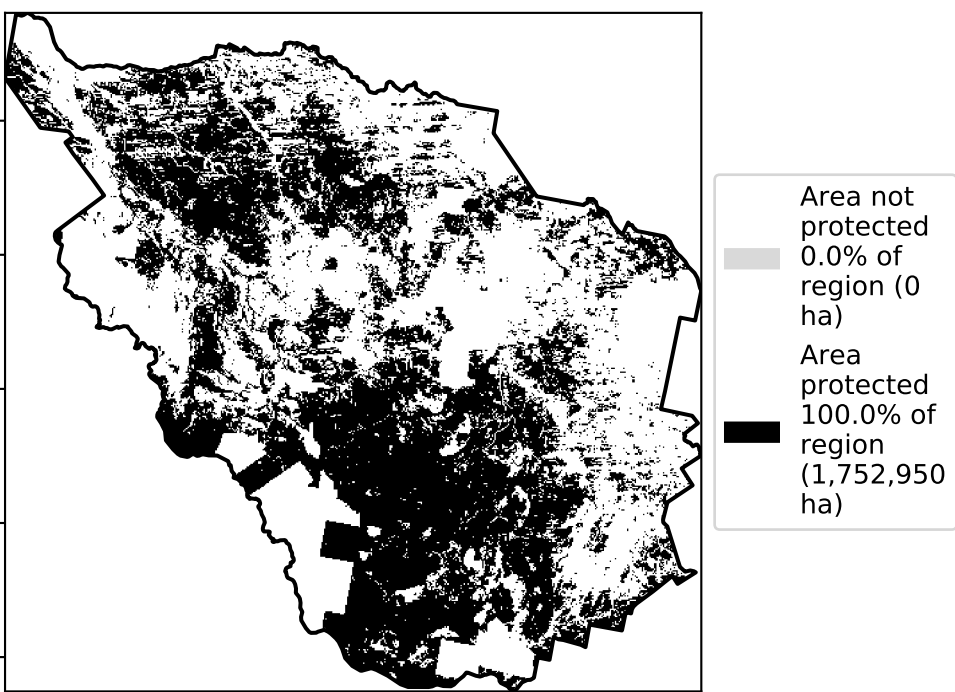 Area not
protected
0.0% of
region (0
ha)
Area
protected
100.0% of
region
(1,752,950
ha)